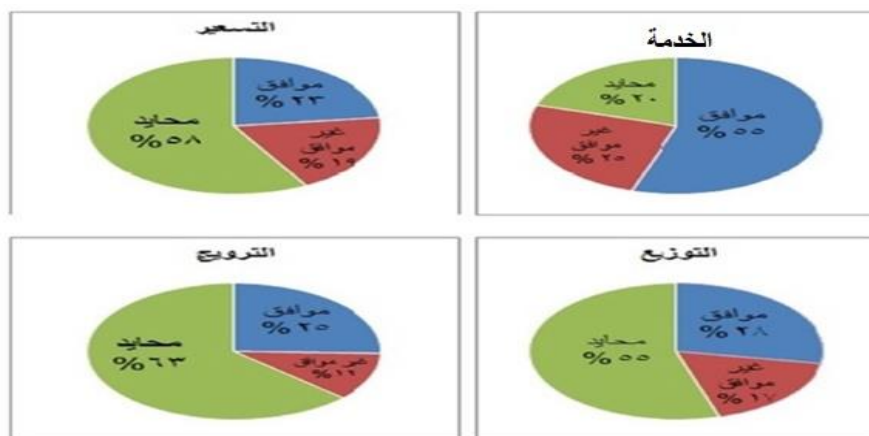 الخدمة
موافق
% ٥٥
غير
موافق
% ٢٥
محايد
% ٢٠
التسعير
موافق
% ٢٣
غير
موافق
% ١٩
محايد
% ٥٨
التوزيع
موافق
% ٢٨
غير
موافق
% ١٧
محايد
% ٥٥
الترويج
موافق
% ٢٥
غير موافق
% ١٢
محايد
% ٦٣